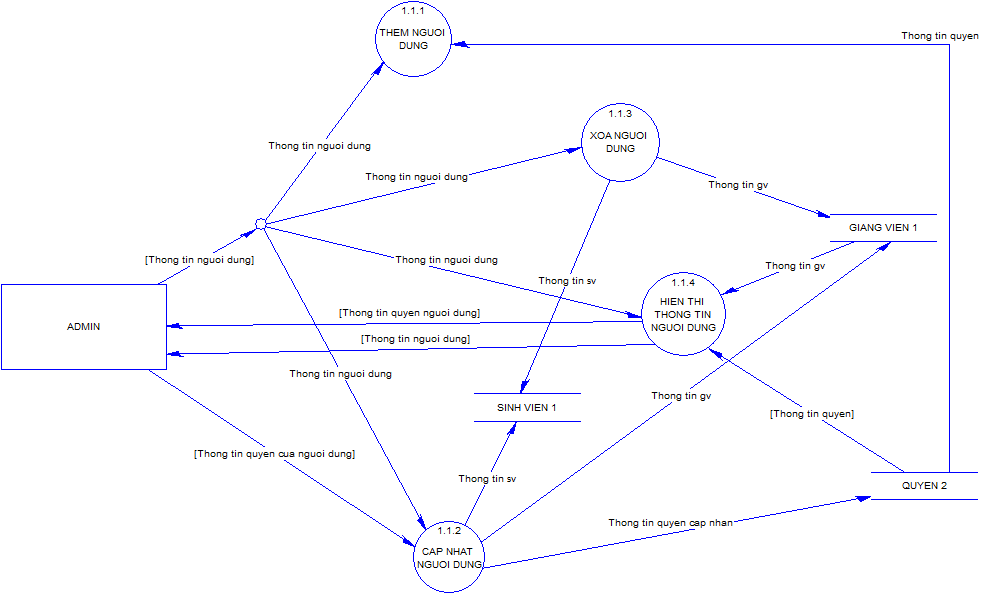 1.1.1
THEM NGUOI
DUNG
Thong tin quyen
1.1.3
XOA NGUOI
DUNG
Thong tin nguoi dung
Thong tin nguoi dung
Thong tin gv
GIANG VIEN 1
[Thong tin nguoi dung]
Thong tin nguoi dung
Thong tin gv
Thong tin sv
1.1.4
HIEN THI
THONG TIN
NGUOI DUNG
ADMIN
[Thong tin quyen nguoi dung]
[Thong tin nguoi dung]
Thong tin nguoi dung
Thong tin gv
SINH VIEN 1
[Thong tin quyen]
[Thong tin quyen cua nguoi dung]
Thong tin sv
QUYEN 2
Thong tin quyen cap nhan
1.1.2
CAP NHAT
NGUOI DUNG